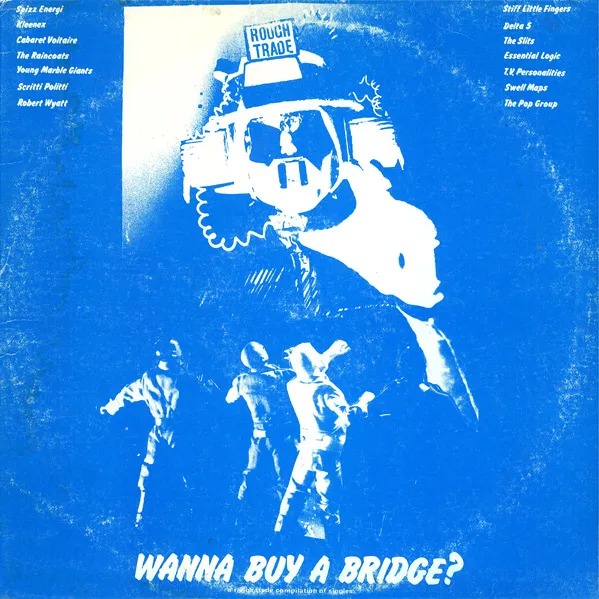 Spizz Energi
Kleenex
Cabaret Voltaire
The Raincoats
Young Marble Giants
Scritti Politti
Robert Wyatt
Stiff Little Fingers
Delta 5
The Slits
Essential Logic
T.V. Personalities
Swell Maps
The Pop Group
ROUGH
TRADE
WANNA BUY A BRIDGE?
a rough trade compilation of singles